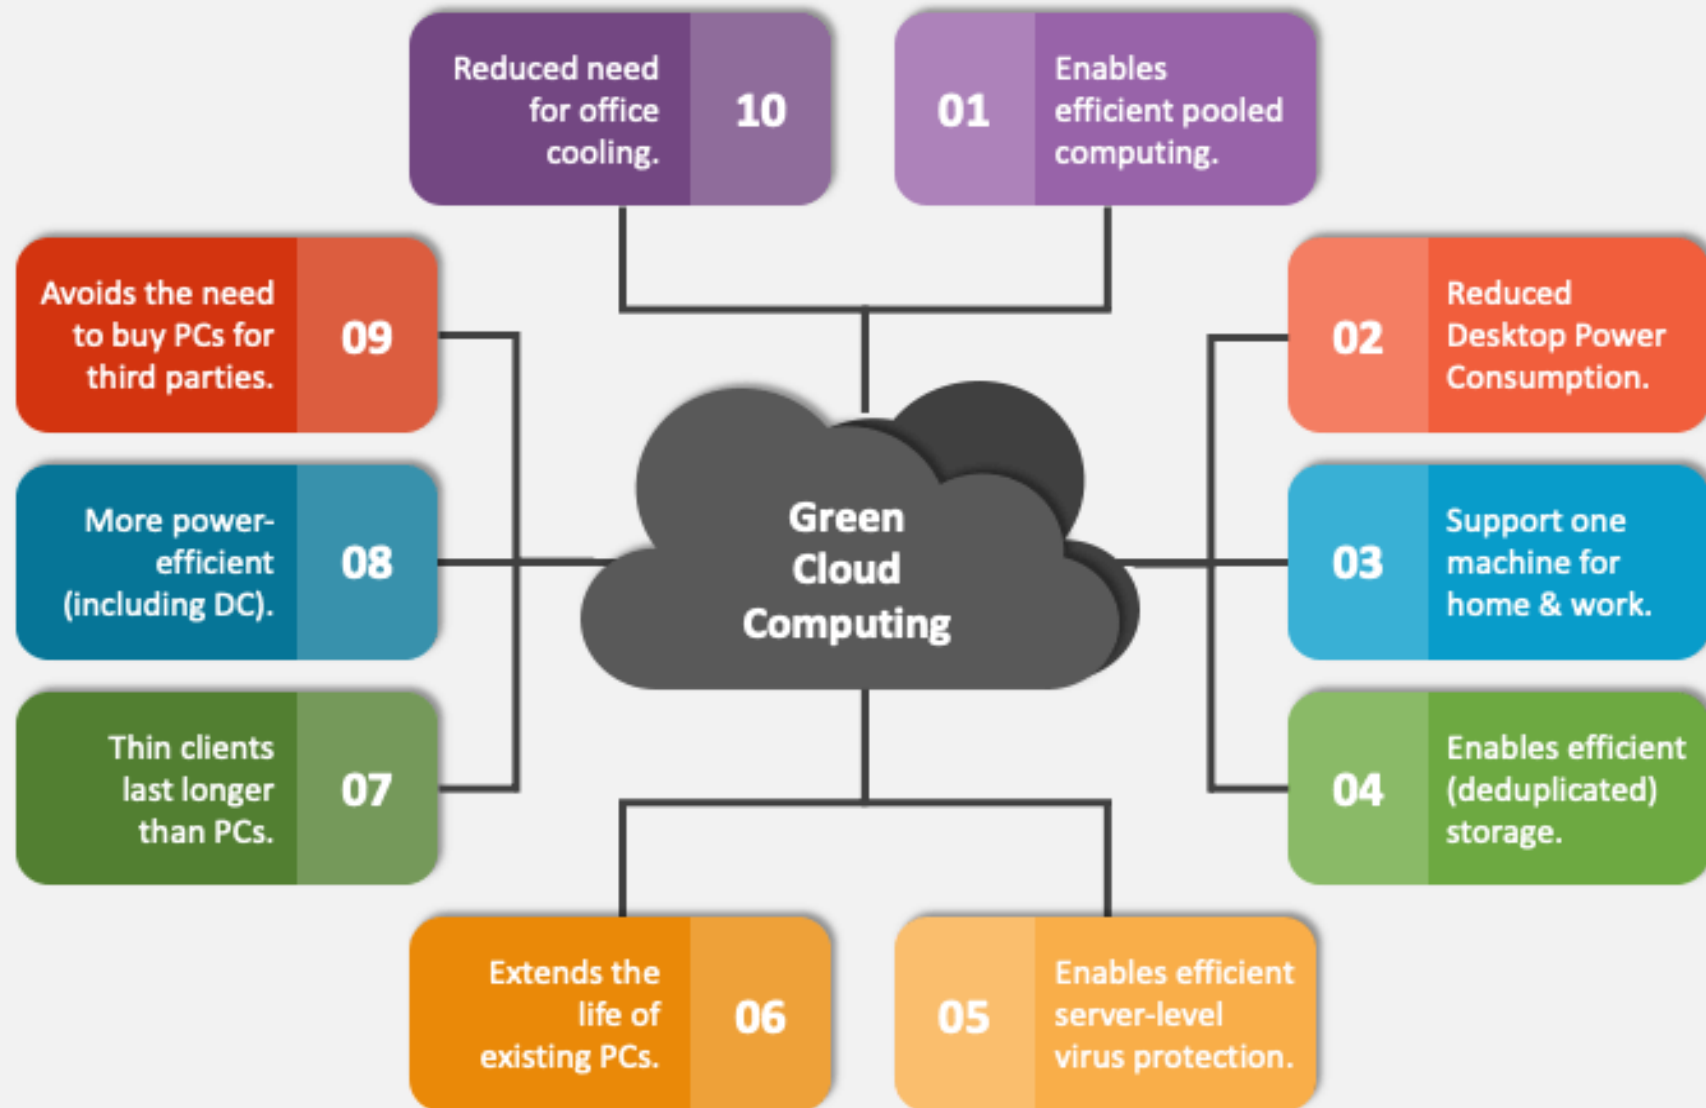 Reduced need
for office
cooling.
10
01
Enables
efficient pooled
computing.
Avoids the need
to buy PCs for
third parties.
09
02
Reduced
Desktop Power
Consumption.
More power-
efficient
(including DC).
08
Green
Cloud
Computing
03
Support one
machine for
home & work.
Thin clients
last longer
than PCs.
07
04
Enables efficient
(deduplicated)
storage.
Extends the
life of
existing PCs.
06
05
Enables efficient
server-level
virus protection.